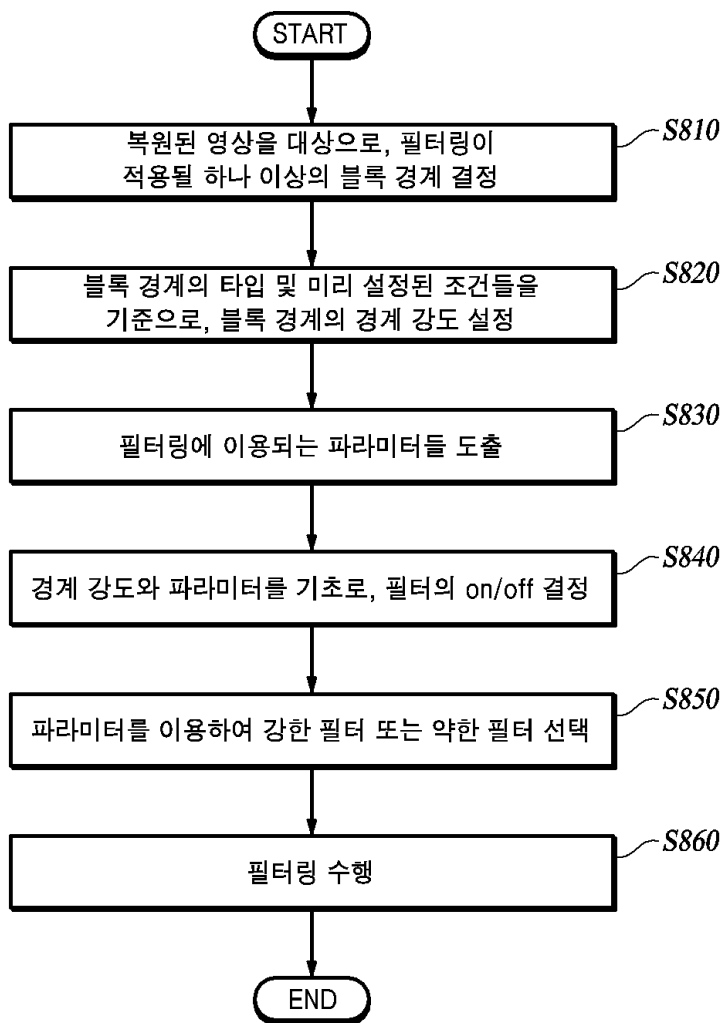 START
복원된 영상을 대상으로, 필터링이
적용될 하나 이상의 블록 경계 결정
S810
블록 경계의 타입 및 미리 설정된 조건들을
기준으로, 블록 경계의 경계 강도 설정
S820
필터링에 이용되는 파라미터들 도출
S830
경계 강도와 파라미터를 기초로, 필터의 on/off 결정
S840
파라미터를 이용하여 강한 필터 또는 약한 필터 선택
S850
필터링 수행
S860
END